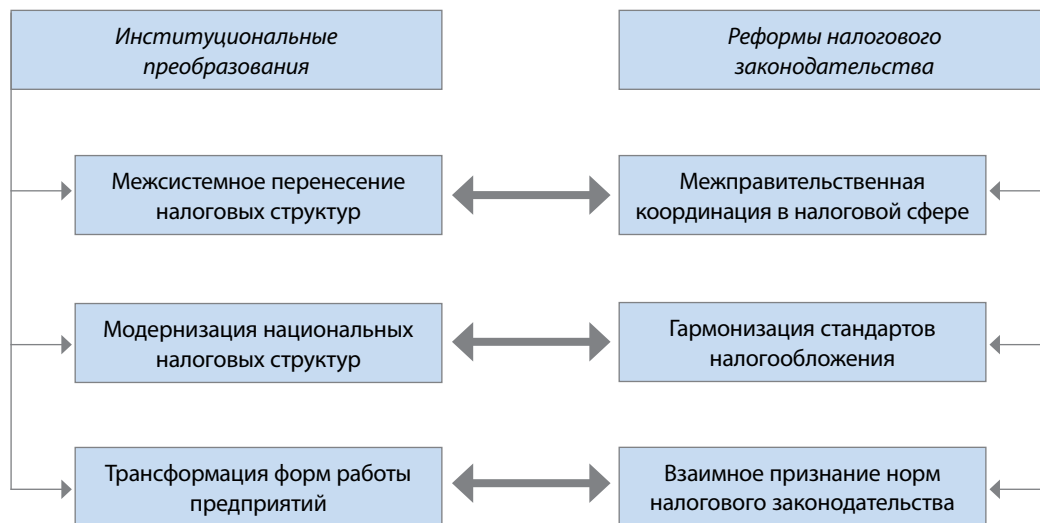 Институциональные
преобразования
Реформы налогового
законодательства
Межсистемное перенесение
налоговых структур
Межправительственная
координация в налоговой сфере
Модернизация национальных
налоговых структур
Гармонизация стандартов
налогообложения
Трансформация форм работы
предприятий
Взаимное признание норм
налогового законодательства